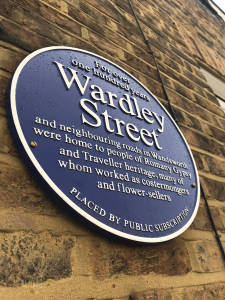 For over
one hundred years
Wardley
Street
and neighbouring roads in Wandsworth
were home to people of Romany Gypsy
and Traveller heritage, many of
whom worked as costermongers
and flower-sellers
PLACED BY PUBLIC SUBSCRIPTION